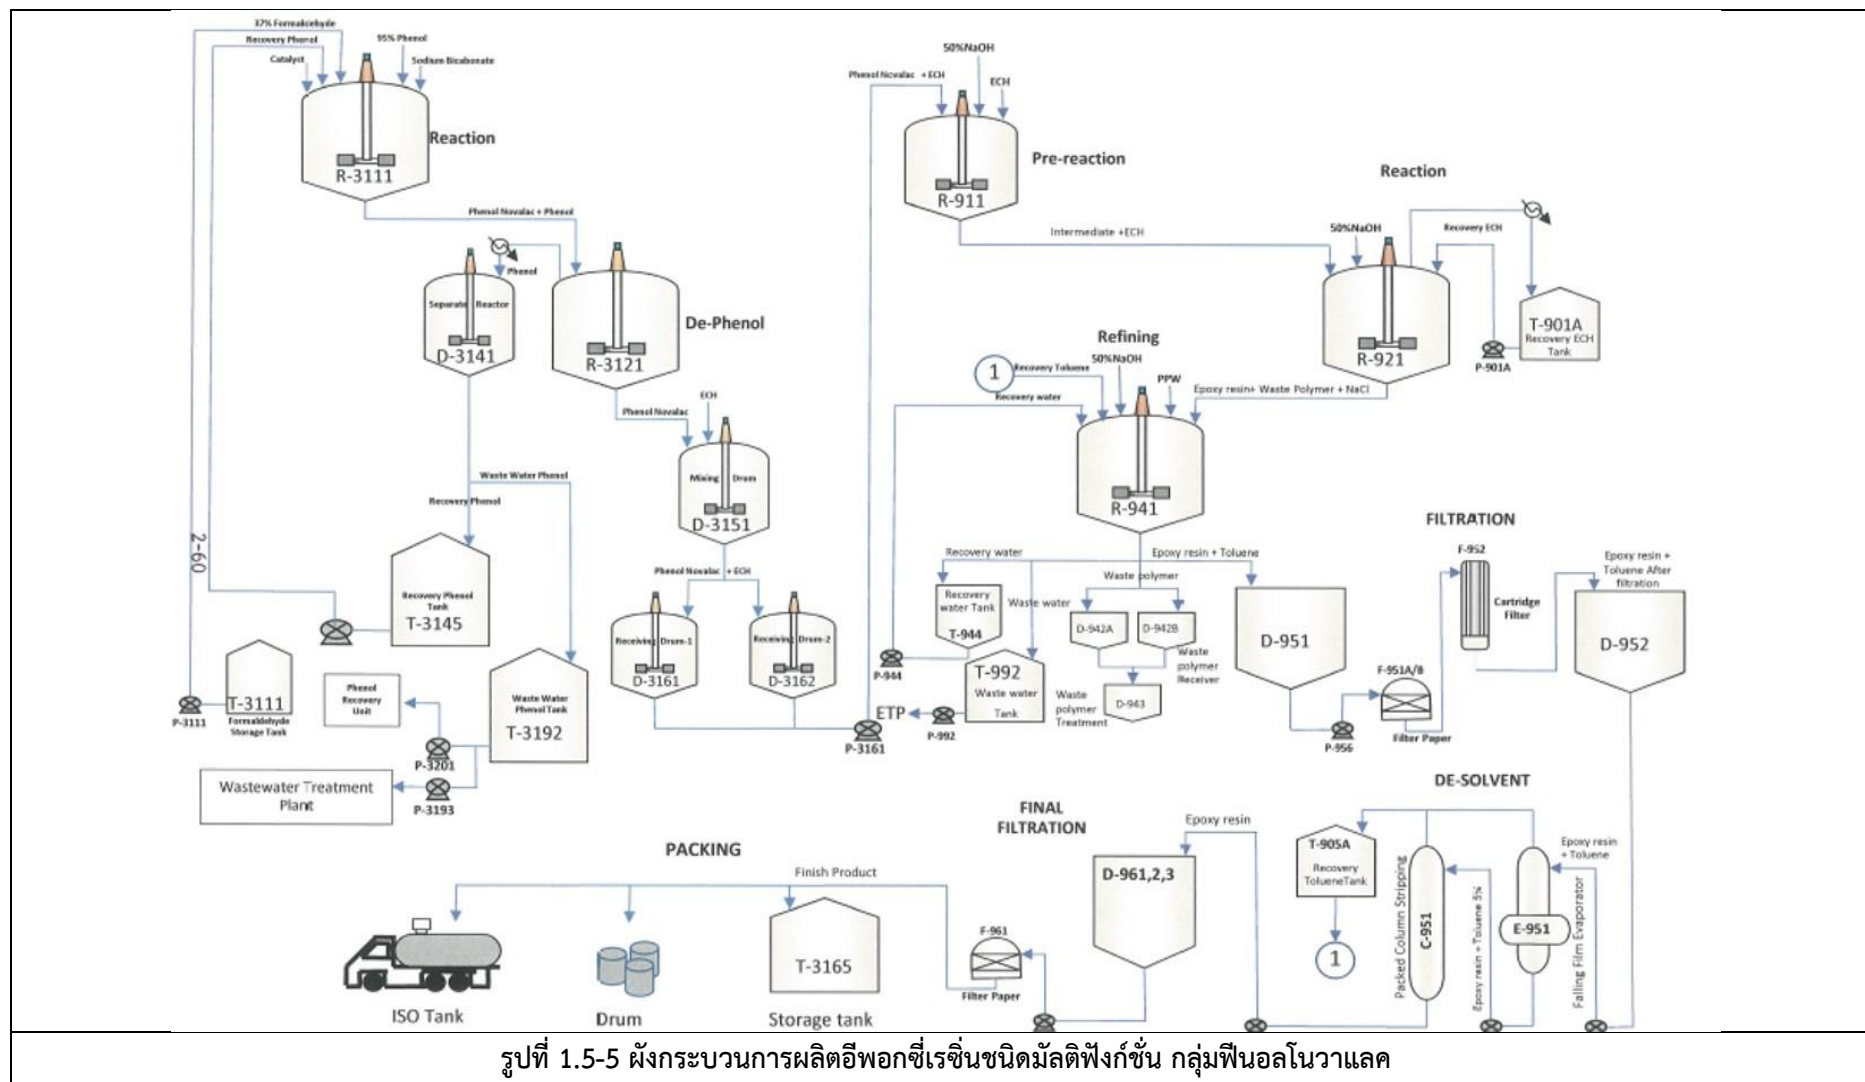 37% Formaldehyde
Recovery Phenol
95% Phenol
Catalyst
Sodium Bicabonate
Reaction
R-3111
Phenol Novalac + Phenol
Phenol
Separate Reactor
D-3141
R-3121
De-Phenol
Phenol Novalac
ECH
Mixing Drum
D-3151
Waste Water Phenol
Recovery Phenol
2-60
Recovery Phenol
Tank
T-3145
Phenol Novalac + ECH
Receiving Drum-1
D-3161
Receiving Drum-2
D-3162
P-3161
T-3111
Formaldehyde
Storage Tank
P-3111
Phenol
Recovery
Unit
Waste Water
Phenol Tank
T-3192
P-3201
P-3193
Wastewater Treatment
Plant
Phenol Novalac + ECH
50%NaOH
ECH
Pre-reaction
R-911
Intermediate +ECH
Reaction
50%NaOH
Recovery ECH
R-921
T-901A
Recovery ECH
Tank
P-901A
Refining
1
Recovery Toluene
50%NaOH
PPW
Recovery water
Epoxy resin+ Waste Polymer + NaCl
R-941
Recovery water
Epoxy resin + Toluene
Waste polymer
Recovery
water Tank
T-944
Waste water
D-942A
D-942B
Waste
polymer
Receiver
P-944
T-992
Waste water
Tank
Waste
polymer
Treatment
D-943
ETP
P-992
D-951
P-956
F-951A/B
Filter Paper
FILTRATION
F-952
Cartridge
Filter
Epoxy resin +
Toluene After
filtration
D-952
DE-SOLVENT
T-905A
Recovery
TolueneTank
1
Packed Column Stripping
C-951
Epoxy resin + Toluene 5%
E-951
Falling Film Evaporator
Epoxy resin
+ Toluene
FINAL
FILTRATION
Epoxy resin
D-961,2,3
F-961
Filter Paper
PACKING
Finish Product
ISO Tank
Drum
T-3165
Storage tank
รูปที่ 1.5-5 ผังกระบวนการผลิตอีพอกซี่เรซิ่นชนิดมัลติฟังก์ชั่น กลุ่มฟีนอลโนวาแลค